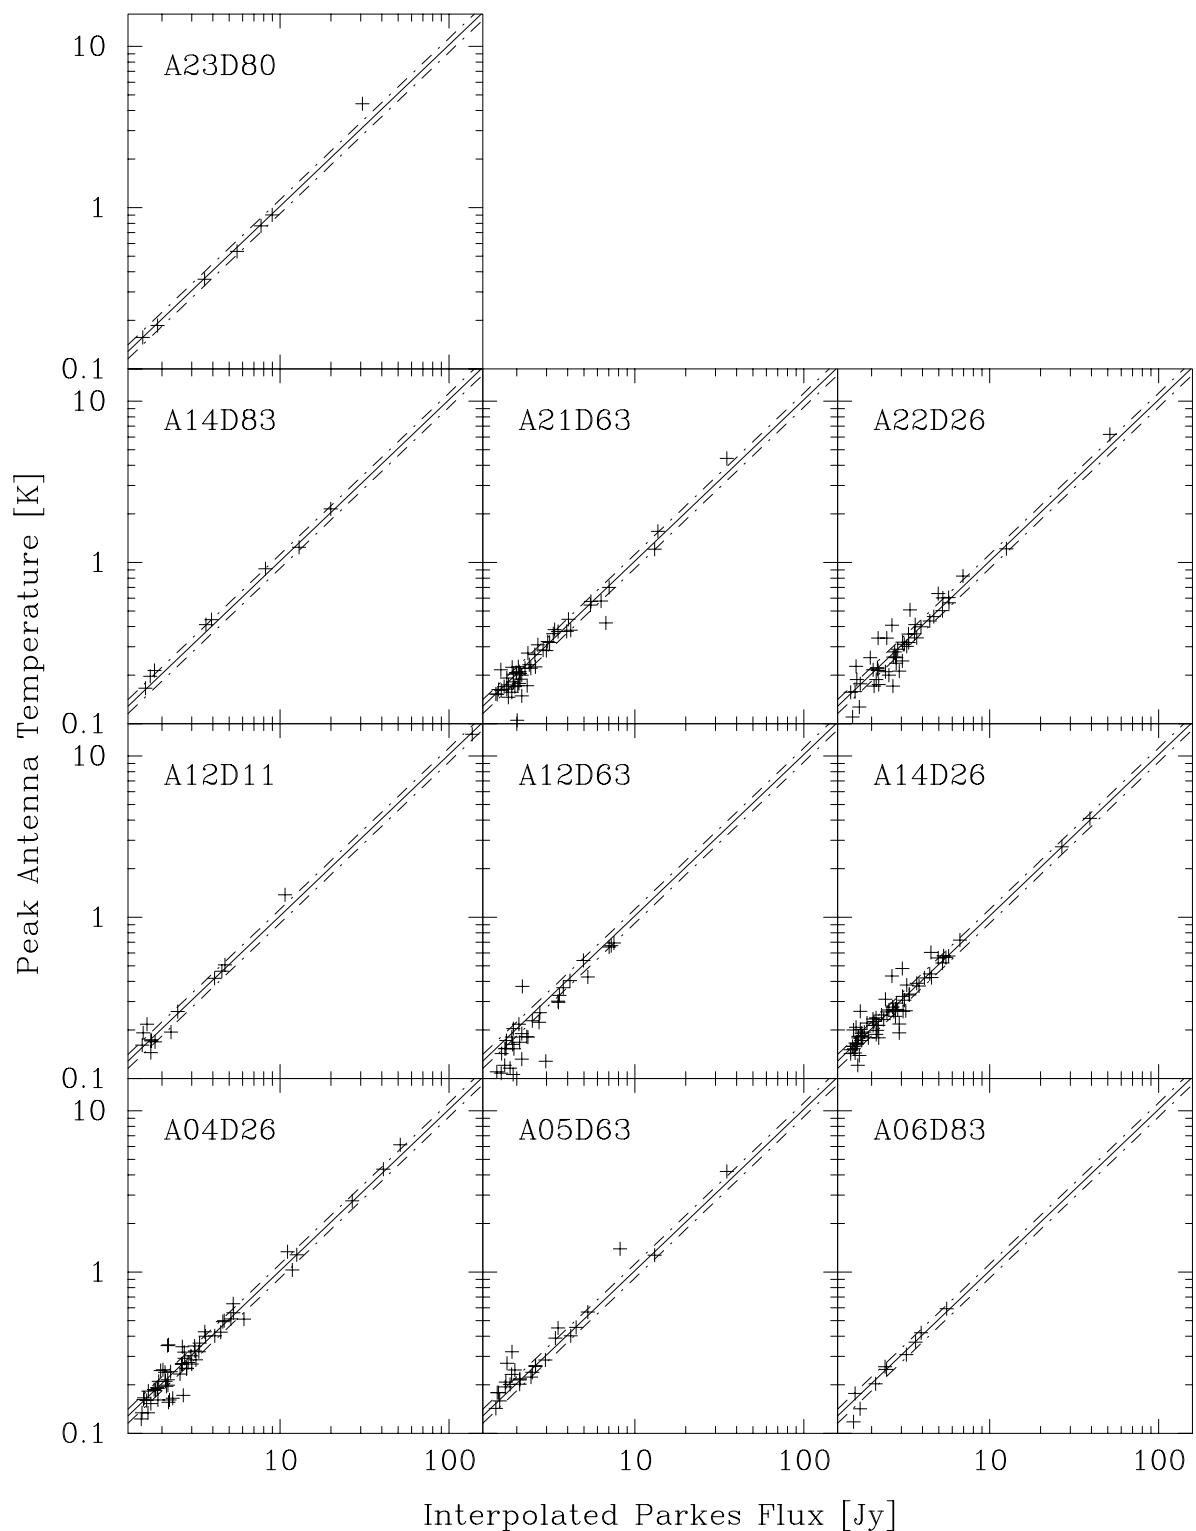 10
A23D80
1
0.1
10
A14D83
A21D63
A22D26
1
0.1
10
A12D11
A12D63
A14D26
1
0.1
10
A04D26
A05D63
A06D83
1
0.1
10
100
10
100
10
100
Peak Antenna Temperature [K]
Interpolated Parkes Flux [Jy]